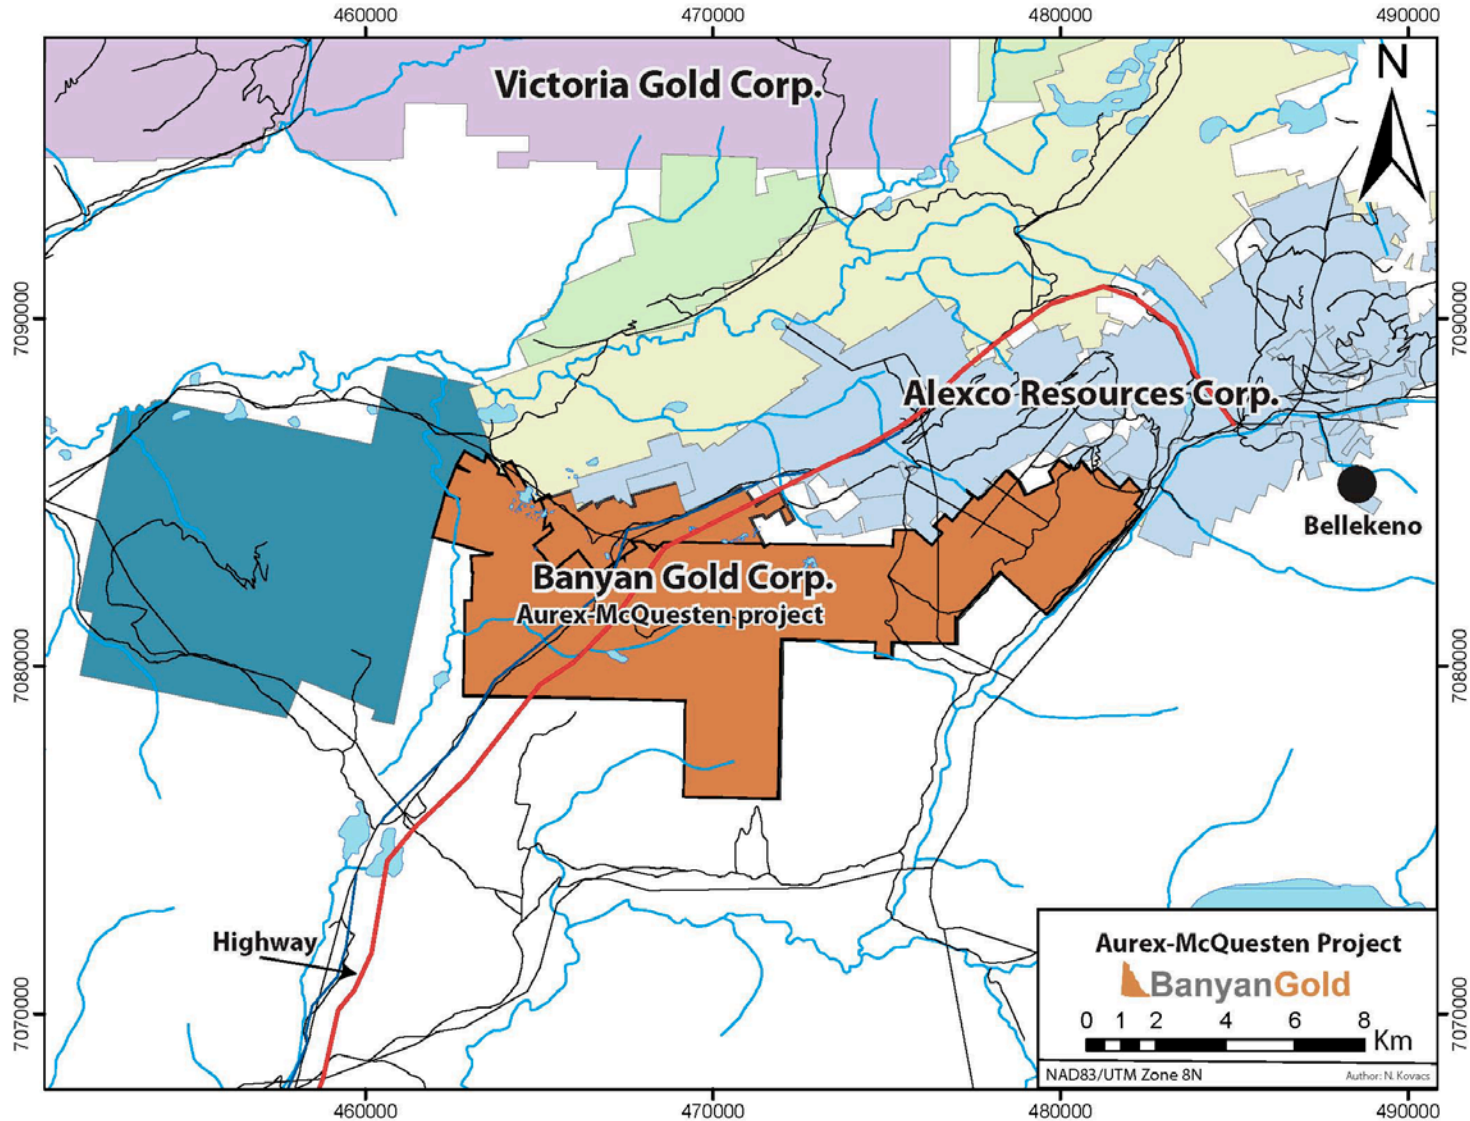 460000
470000
480000
490000
Victoria Gold Corp.
N
7090000
7090000
Alexco Resources Corp.
Bellekeno
Banyan Gold Corp.
Aurex-McQuesten project
7080000
7080000
Highway
Aurex-McQuesten Project
BanyanGold
0 1 2 4 6 8 Km
7070000
7070000
NAD83/UTM Zone 8N
Author: N. Kovacs
460000
470000
480000
490000